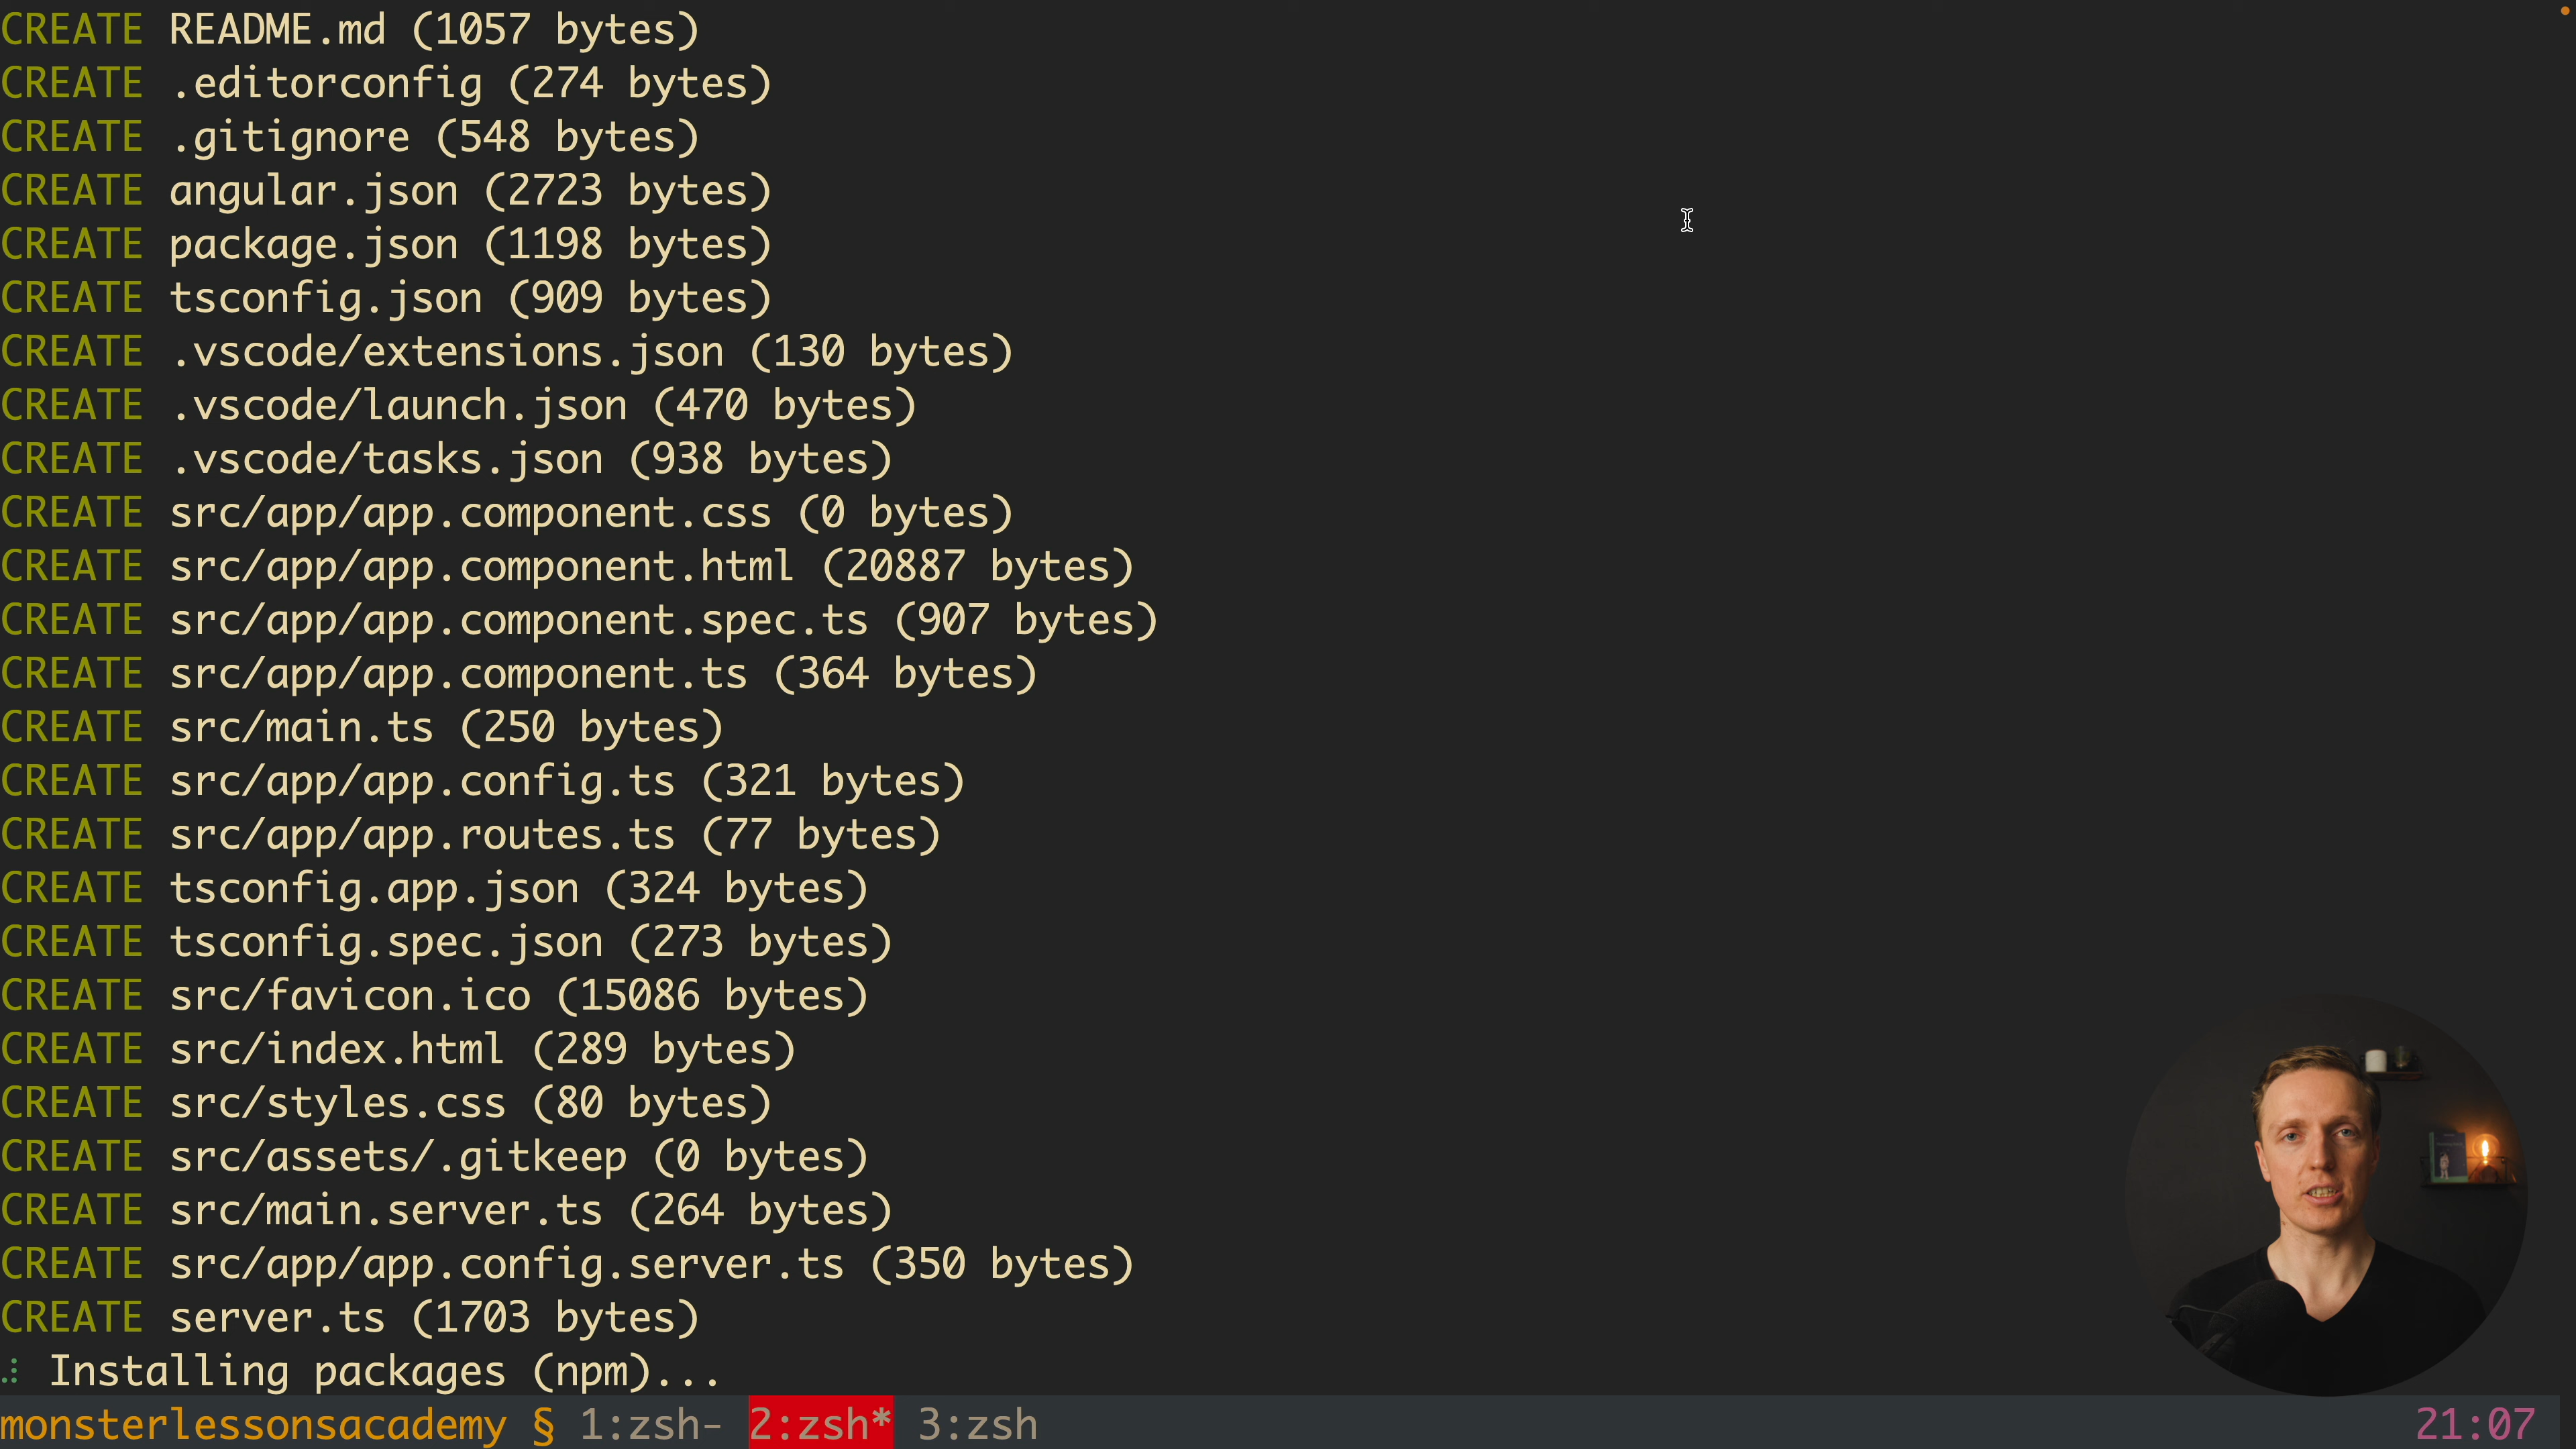 CREATE README.md (1057 bytes)
CREATE .editorconfig (274 bytes)
CREATE .gitignore (548 bytes)
CREATE angular.json (2723 bytes)
CREATE package.json (1198 bytes)
CREATE tsconfig.json (909 bytes)
CREATE .vscode/extensions.json (130 bytes)
CREATE .vscode/launch.json (470 bytes)
CREATE .vscode/tasks.json (938 bytes)
CREATE src/app/app.component.css (0 bytes)
CREATE src/app/app.component.html (20887 bytes)
CREATE src/app/app.component.spec.ts (907 bytes)
CREATE src/app/app.component.ts (364 bytes)
CREATE src/main.ts (250 bytes)
CREATE src/app/app.config.ts (321 bytes)
CREATE src/app/app.routes.ts (77 bytes)
CREATE tsconfig.app.json (324 bytes)
CREATE tsconfig.spec.json (273 bytes)
CREATE src/favicon.ico (15086 bytes)
CREATE src/index.html (289 bytes)
CREATE src/styles.css (80 bytes)
CREATE src/assets/.gitkeep (0 bytes)
CREATE src/main.server.ts (264 bytes)
CREATE src/app/app.config.server.ts (350 bytes)
CREATE server.ts (1703 bytes)
Installing packages (npm)...
monsterlessonsacademy § 1:zsh- 2:zsh* 3:zsh 21:07